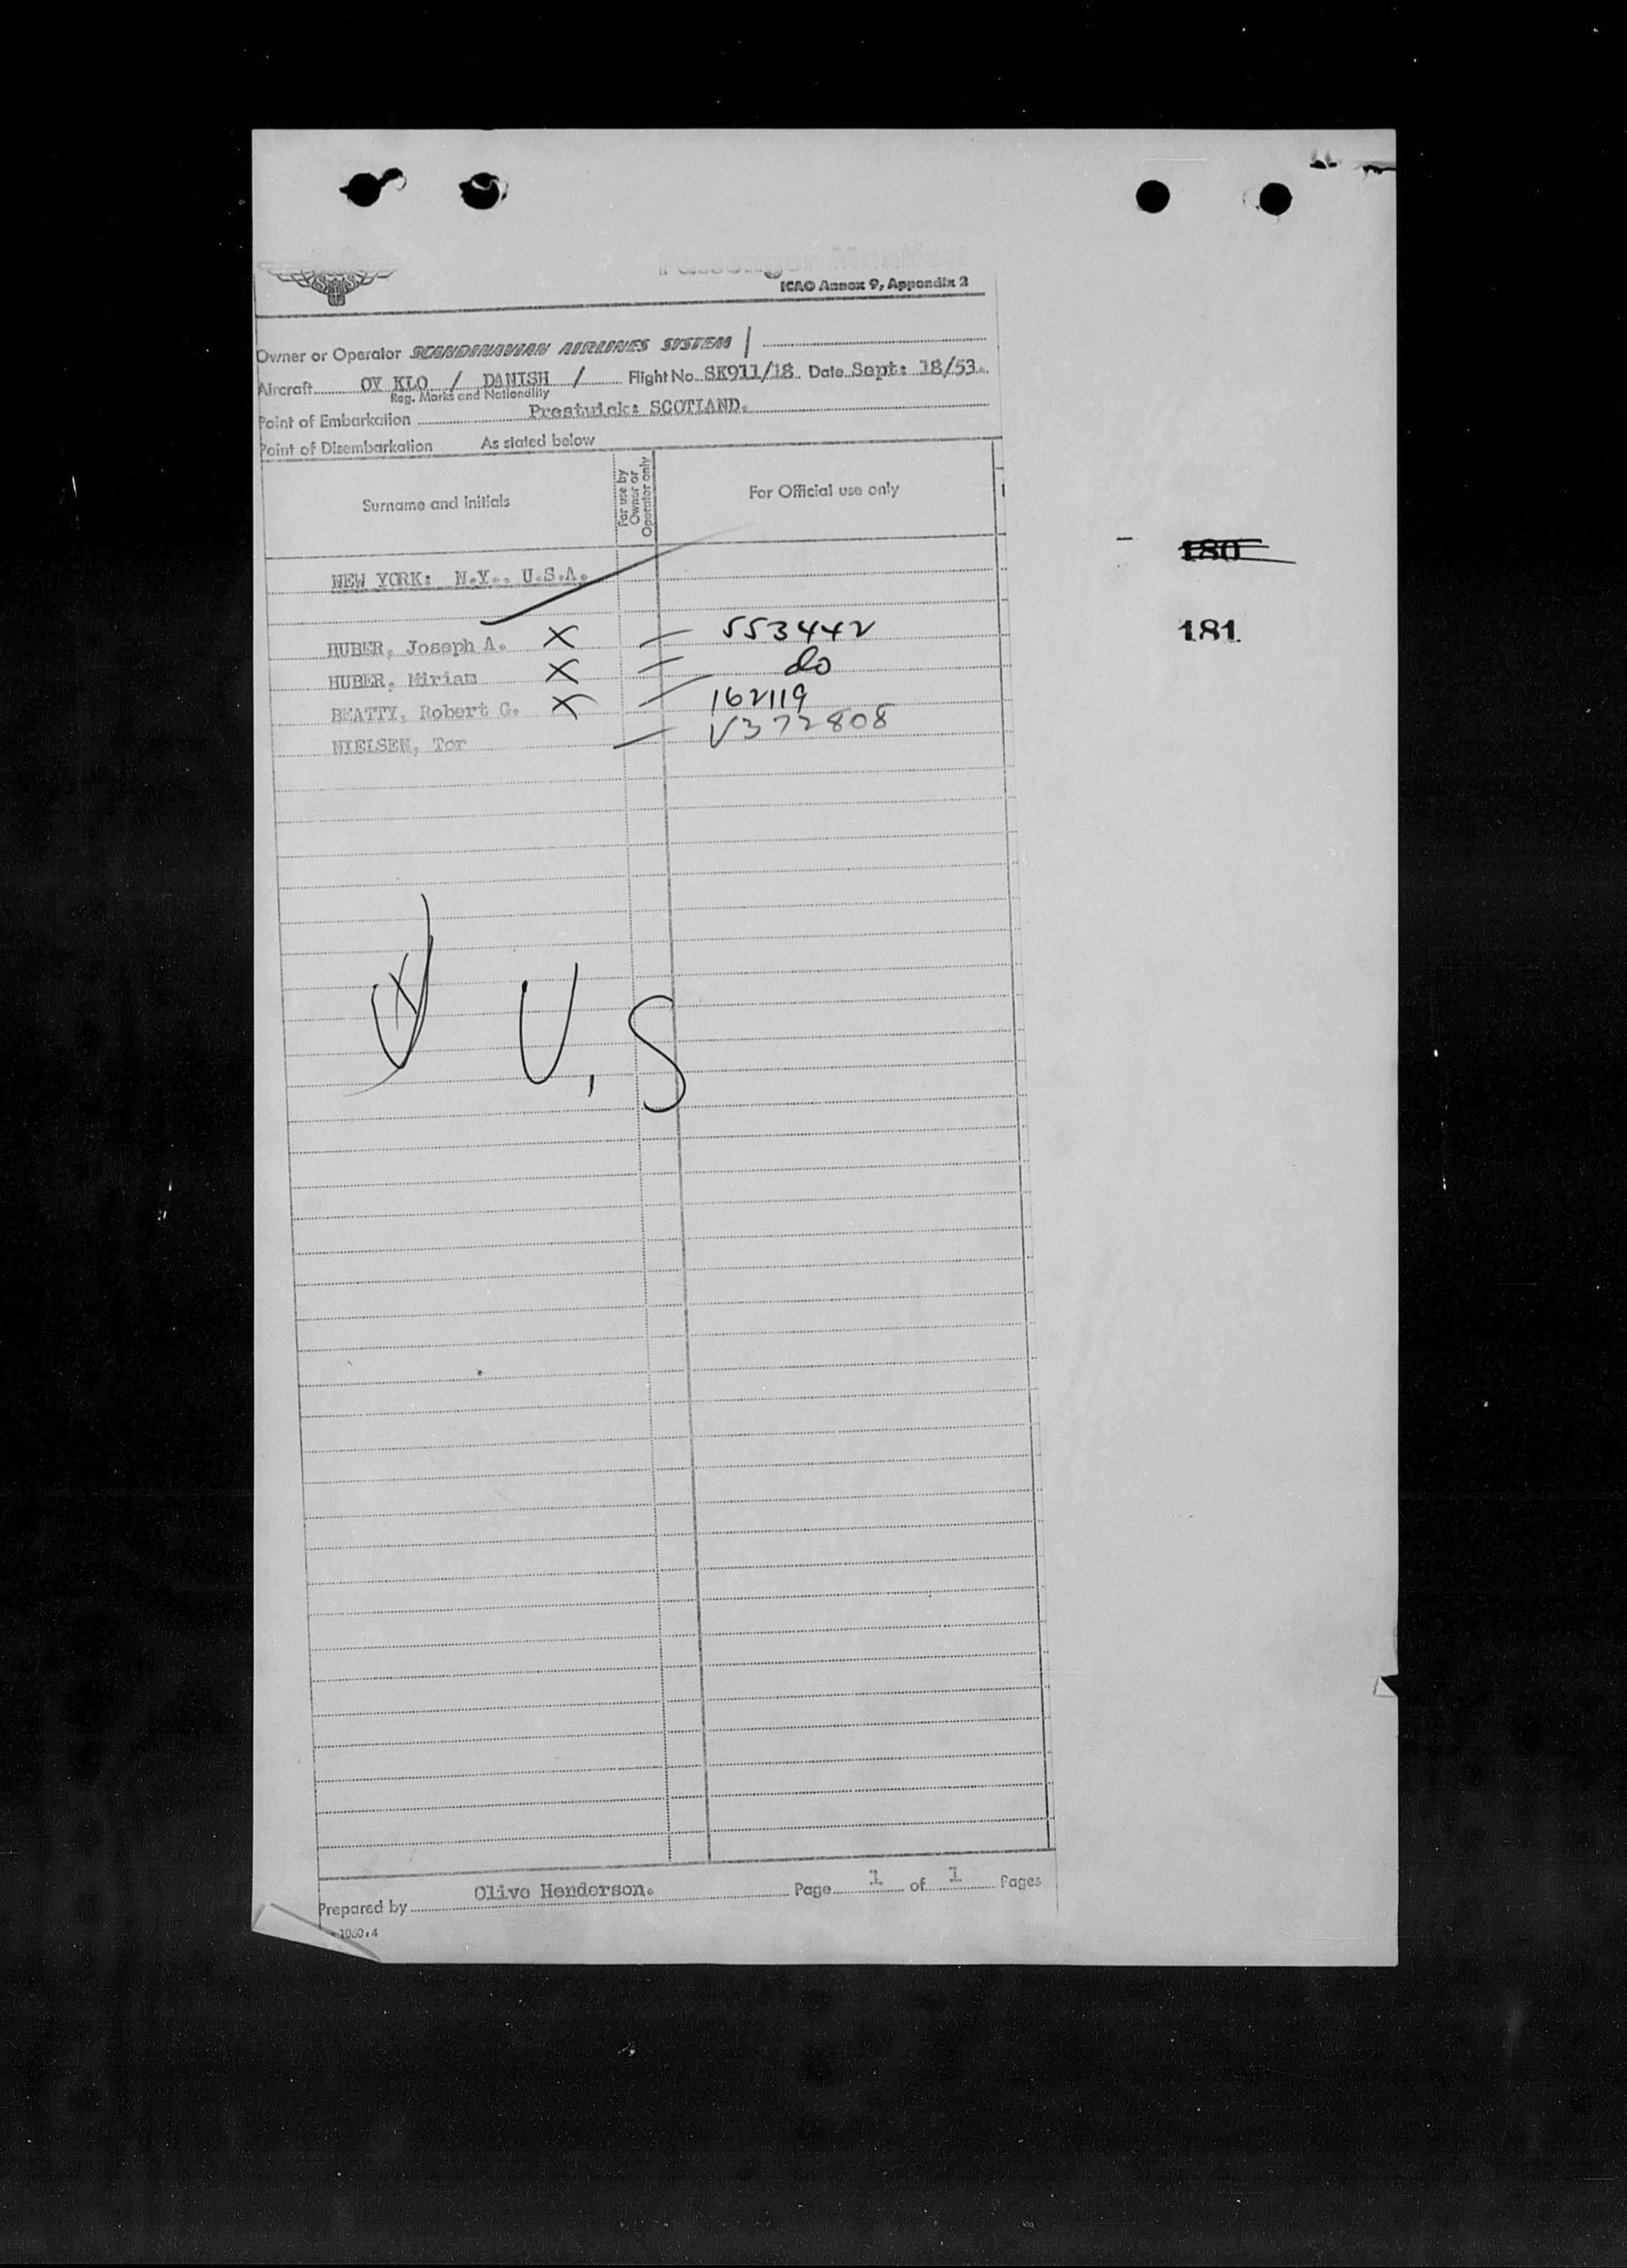 Passenger Manifest
ICAO Annex 9, Appendix 2
Owner or Operator SCANDINAVIAN AIRLINES SYSTEM /
Aircraft OY KLO / DANISH / Flight No. SK911/18 Date Sept: 18/53.
Reg. Marks and Nationality
Point of Embarkation Prestwick: SCOTLAND.
Point of Disembarkation As stated below
Surname and initials
For use by Owner or Operator only
For Official use only
NEW YORK: N.Y., U.S.A.
180
181.
HUBER, Joseph A. X 553442
HUBER, Miriam X do
BEATTY, Robert G. X 162119
NIELSEN, Tor V372808
X U.S
Prepared by Olive Henderson. Page 1 of 1 Pages
1060:4